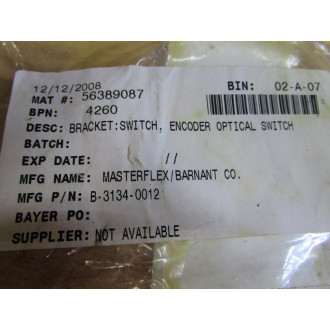 12/12/2008 BIN: 02-A-07
MAT #: 56389087
BPN: 4260
DESC: BRACKET:SWITCH, ENCODER OPTICAL SWITCH
BATCH:
EXP DATE: / /
MFG NAME: MASTERFLEX/BARNANT CO.
MFG P/N: B-3134-0012
BAYER PO:
SUPPLIER: NOT AVAILABLE